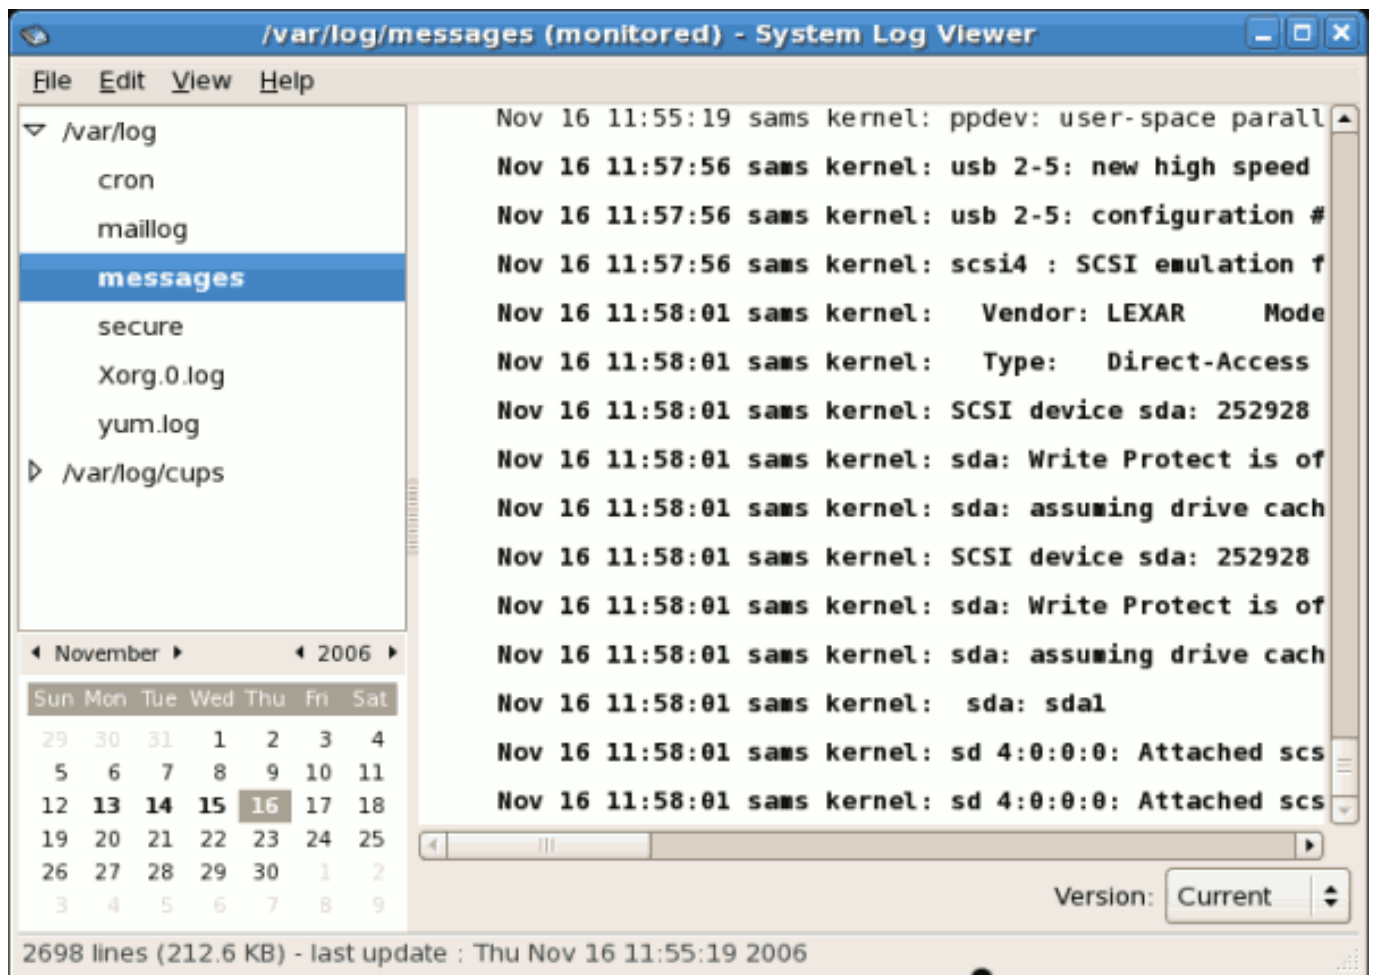 /var/log/messages (monitored) - System Log Viewer
File Edit View Help
/var/log
cron
maillog
messages
secure
Xorg.0.log
yum.log
/var/log/cups
November 2006
Sun Mon Tue Wed Thu Fri Sat
29 30 31 1 2 3 4
5 6 7 8 9 10 11
12 13 14 15 16 17 18
19 20 21 22 23 24 25
26 27 28 29 30 1 2
3 4 5 6 7 8 9
Nov 16 11:55:19 sams kernel: ppdev: user-space parall
Nov 16 11:57:56 sams kernel: usb 2-5: new high speed
Nov 16 11:57:56 sams kernel: usb 2-5: configuration #
Nov 16 11:57:56 sams kernel: scsi4 : SCSI emulation f
Nov 16 11:58:01 sams kernel: Vendor: LEXAR Mode
Nov 16 11:58:01 sams kernel: Type: Direct-Access
Nov 16 11:58:01 sams kernel: SCSI device sda: 252928
Nov 16 11:58:01 sams kernel: sda: Write Protect is of
Nov 16 11:58:01 sams kernel: sda: assuming drive cach
Nov 16 11:58:01 sams kernel: SCSI device sda: 252928
Nov 16 11:58:01 sams kernel: sda: Write Protect is of
Nov 16 11:58:01 sams kernel: sda: assuming drive cach
Nov 16 11:58:01 sams kernel: sda: sda1
Nov 16 11:58:01 sams kernel: sd 4:0:0:0: Attached scs
Nov 16 11:58:01 sams kernel: sd 4:0:0:0: Attached scs
Version: Current
2698 lines (212.6 KB) - last update : Thu Nov 16 11:55:19 2006